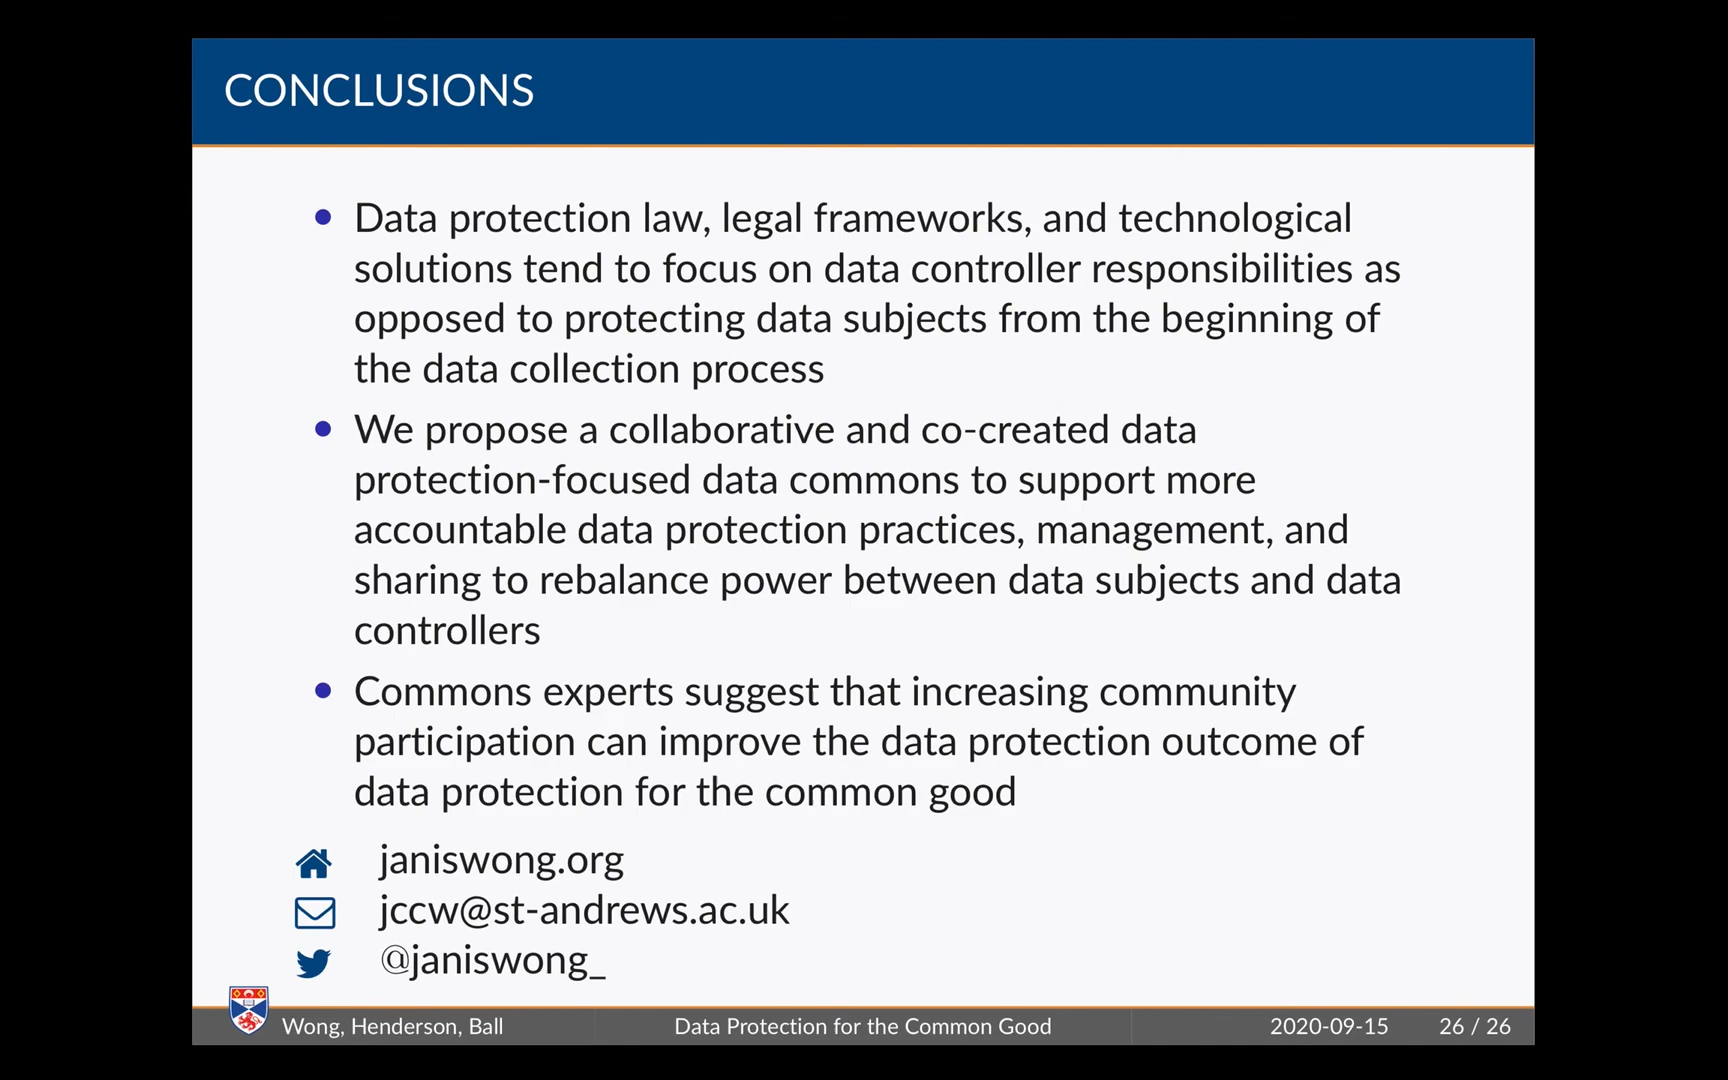 CONCLUSIONS
Data protection law, legal frameworks, and technological
solutions tend to focus on data controller responsibilities as
opposed to protecting data subjects from the beginning of
the data collection process
We propose a collaborative and co-created data
protection-focused data commons to support more
accountable data protection practices, management, and
sharing to rebalance power between data subjects and data
controllers
Commons experts suggest that increasing community
participation can improve the data protection outcome of
data protection for the common good
janiswong.org
jccw@st-andrews.ac.uk
@janiswong_
Wong, Henderson, Ball Data Protection for the Common Good 2020-09-15 26 / 26